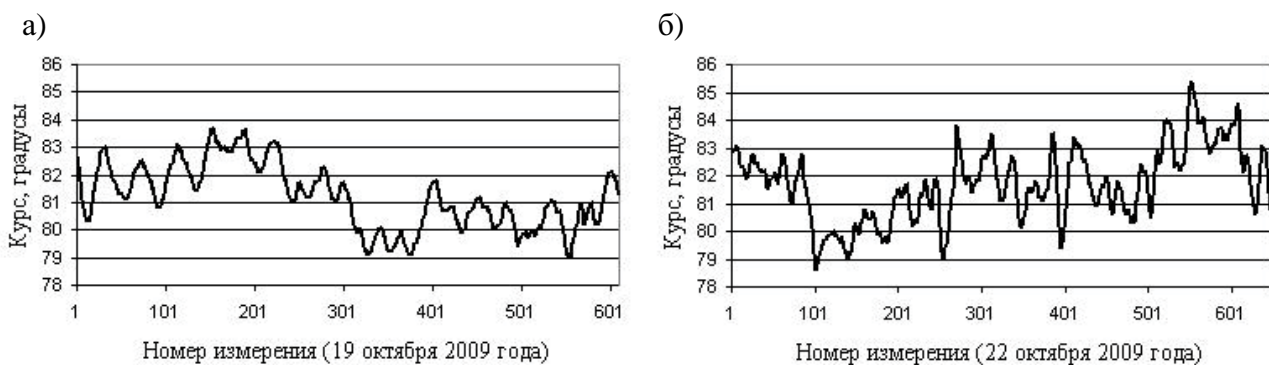 а)
б)
86
85
84
83
82
81
80
79
78
Курс, градусы
1 101 201 301 401 501 601
Номер измерения (19 октября 2009 года)
86
85
84
83
82
81
80
79
78
Курс, градусы
1 101 201 301 401 501 601
Номер измерения (22 октября 2009 года)